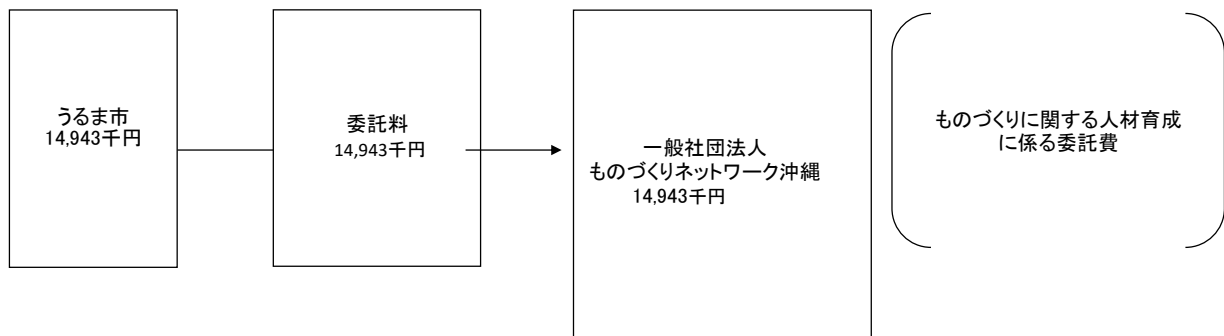 うるま市
14,943千円
委託料
14,943千円
一般社団法人
ものづくりネットワーク沖縄
14,943千円
ものづくりに関する人材育成
に係る委託費